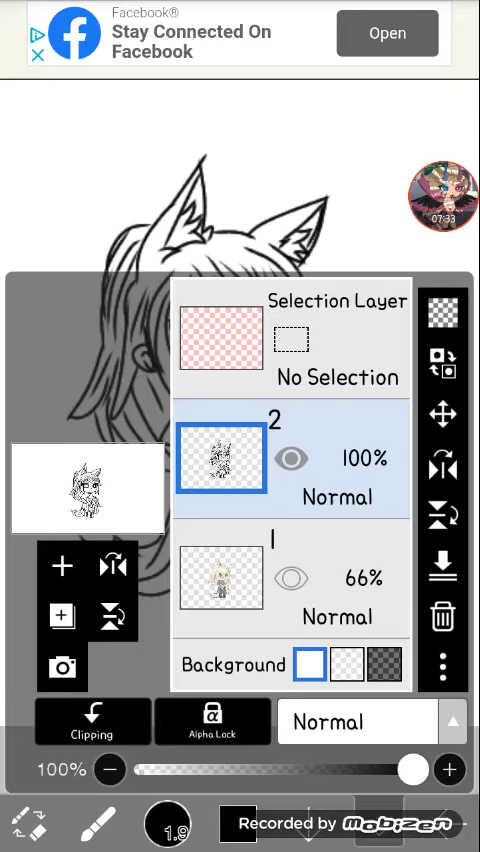 Facebook®
Stay Connected On
Facebook
Open
07:33
Selection Layer
No Selection
2
100%
Normal
1
66%
Normal
Background
Clipping
Alpha Lock
Normal
100%
1.9
Recorded by MOBIZEN